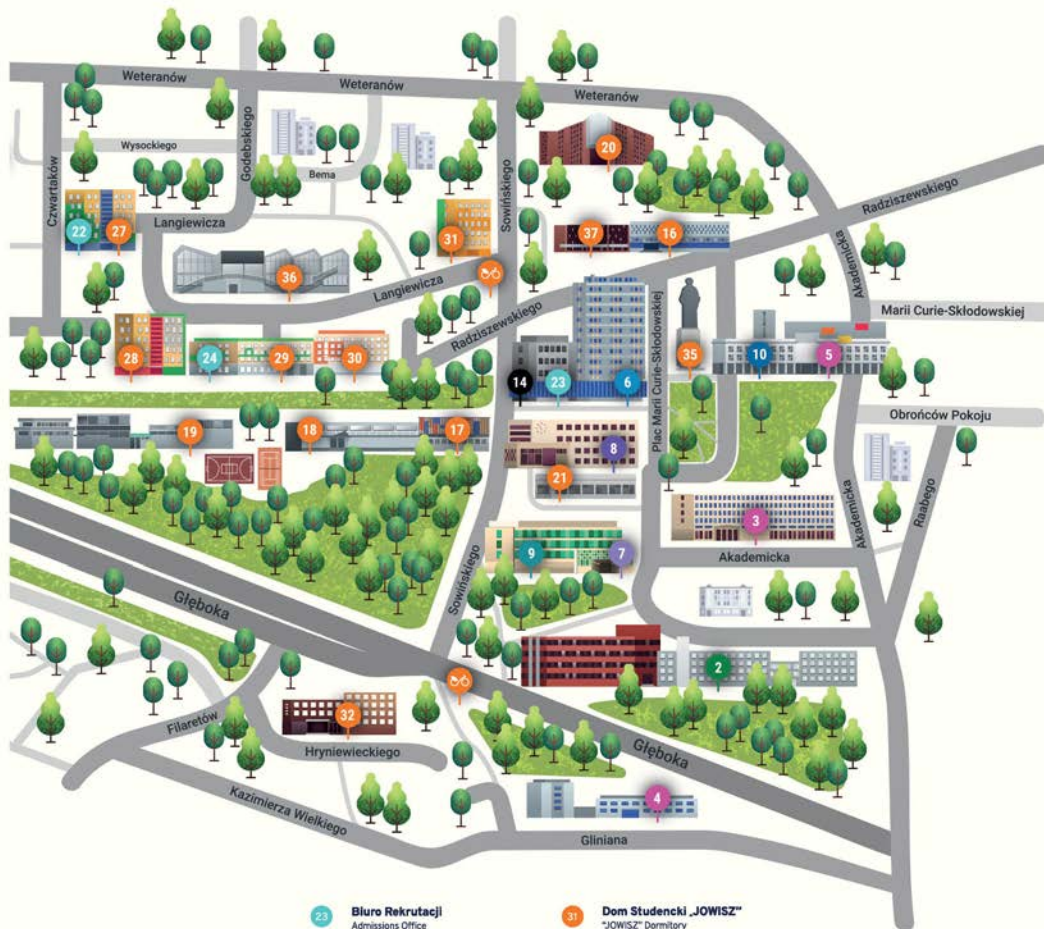 Weteranów
Weteranów
Weteranów
Wysockiego
Godebskiego
Bema
Czwartaków
Sowińskiego
20
Radziszewskiego
22
27
Langiewicza
31
37
16
36
Langiewicza
Akademicka
Marii Curie-Skłodowskiej
Radziszewskiego
Plac Marii Curie-Skłodowskiej
28
24
29
30
35
10
5
14
23
6
Obrońców Pokoju
19
18
17
8
21
3
Akademicka
Raabego
9
7
Akademicka
Sowińskiego
Głęboka
2
32
Filaretów
Hryniewieckiego
Głęboka
Kazimierza Wielkiego
4
Gliniana
23
Biuro Rekrutacji
Admissions Office
31
Dom Studencki „JOWISZ”
“JOWISZ” Dormitory